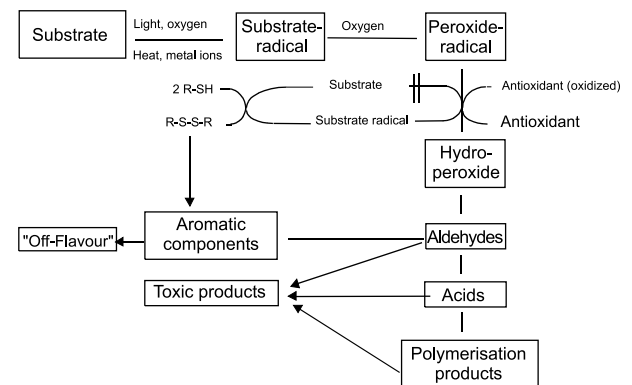 Substrate
Light, oxygen
Heat, metal ions
Substrate-
radical
Oxygen
Peroxide-
radical
2 R-SH
Substrate
Antioxidant (oxidized)
R-S-S-R
Substrate radical
Antioxidant
Hydro-
peroxide
"Off-Flavour"
Aromatic
components
Aldehydes
Toxic products
Acids
Polymerisation
products